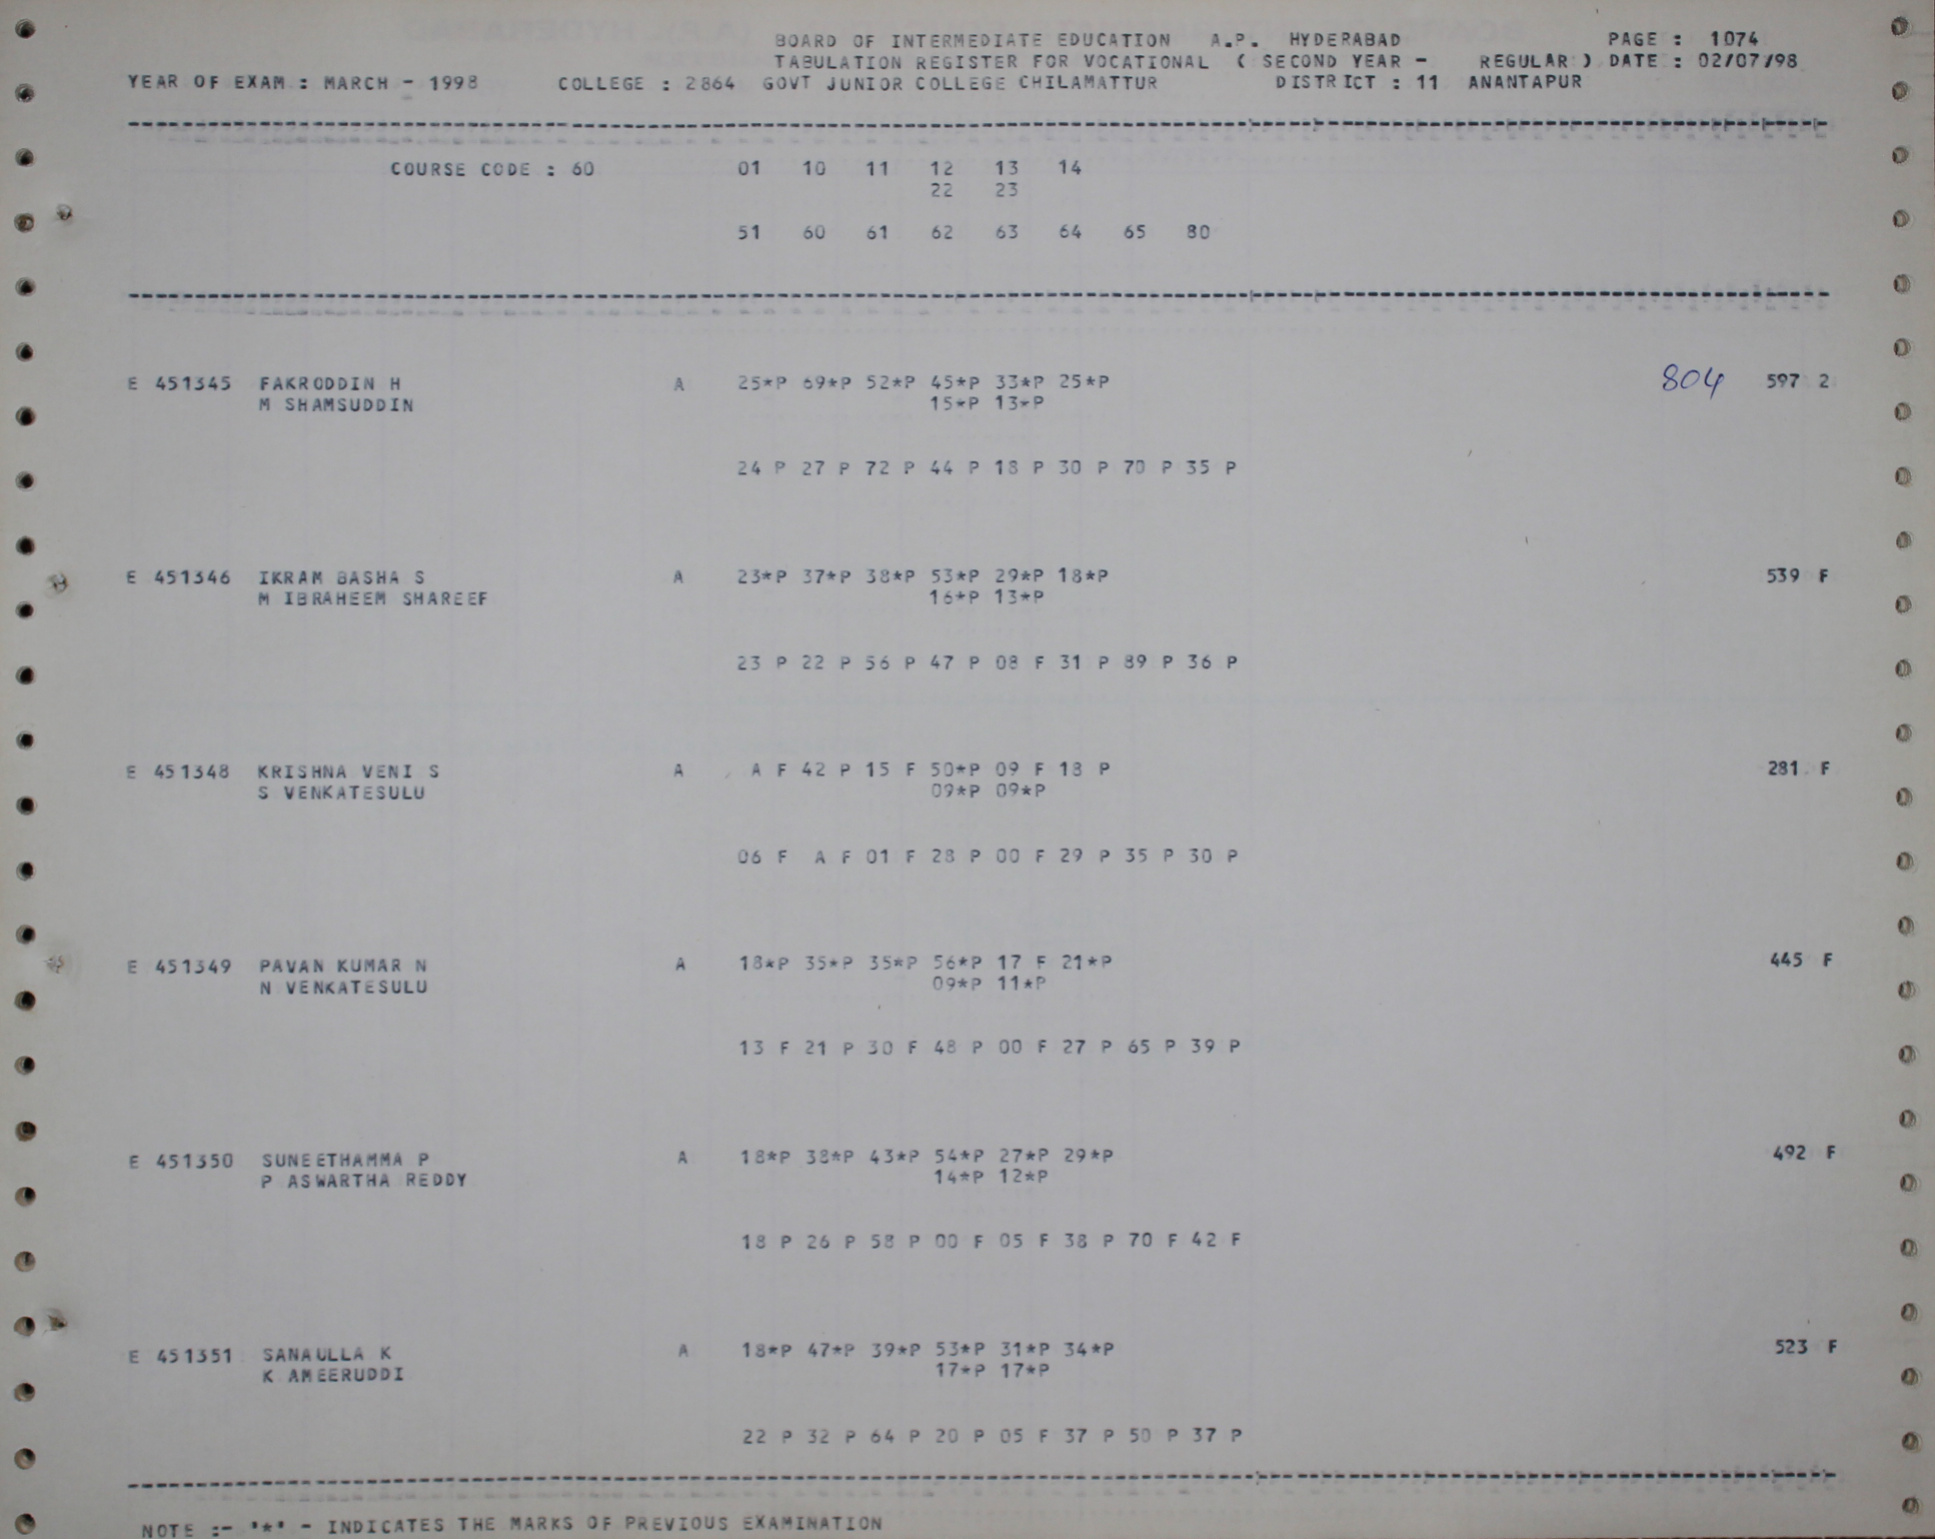 BOARD OF INTERMEDIATE EDUCATION A.P. HYDERABAD PAGE : 1074
TABULATION REGISTER FOR VOCATIONAL ( SECOND YEAR - REGULAR ) DATE : 02/07/98
YEAR OF EXAM : MARCH - 1998 COLLEGE : 2864 GOVT JUNIOR COLLEGE CHILAMATTUR DISTRICT : 11 ANANTAPUR
COURSE CODE : 60 01 10 11 12 13 14
22 23
51 60 61 62 63 64 65 80
E 451345 FAKRODDIN H A 25*P 69*P 52*P 45*P 33*P 25*P 804 597 2
M SHAMSUDDIN 15*P 13*P
24 P 27 P 72 P 44 P 18 P 30 P 70 P 35 P
E 451346 IKRAM BASHA S A 23*P 37*P 38*P 53*P 29*P 18*P 539 F
M IBRAHEEM SHAREEF 16*P 13*P
23 P 22 P 56 P 47 P 08 F 31 P 89 P 36 P
E 451348 KRISHNA VENI S A A F 42 P 15 F 50*P 09 F 18 P 281 F
S VENKATESULU 09*P 09*P
06 F A F 01 F 28 P 00 F 29 P 35 P 30 P
E 451349 PAVAN KUMAR N A 18*P 35*P 35*P 56*P 17 F 21*P 445 F
N VENKATESULU 09*P 11*P
13 F 21 P 30 F 48 P 00 F 27 P 65 P 39 P
E 451350 SUNEETHAMMA P A 18*P 38*P 43*P 54*P 27*P 29*P 492 F
P ASWARTHA REDDY 14*P 12*P
18 P 26 P 58 P 00 F 05 F 38 P 70 F 42 F
E 451351 SANAULLA K A 18*P 47*P 39*P 53*P 31*P 34*P 523 F
K AMEERUDDI 17*P 17*P
22 P 32 P 64 P 20 P 05 F 37 P 50 P 37 P
NOTE :- '*' - INDICATES THE MARKS OF PREVIOUS EXAMINATION